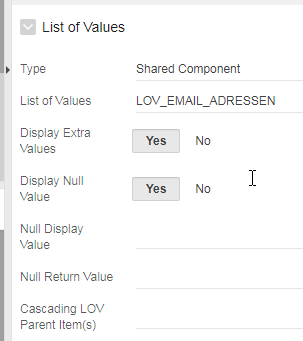 List of Values
Type Shared Component
List of Values LOV_EMAIL_ADRESSEN
Display Extra
Values Yes No
Display Null
Value Yes No
Null Display
Value
Null Return Value
Cascading LOV
Parent Item(s)